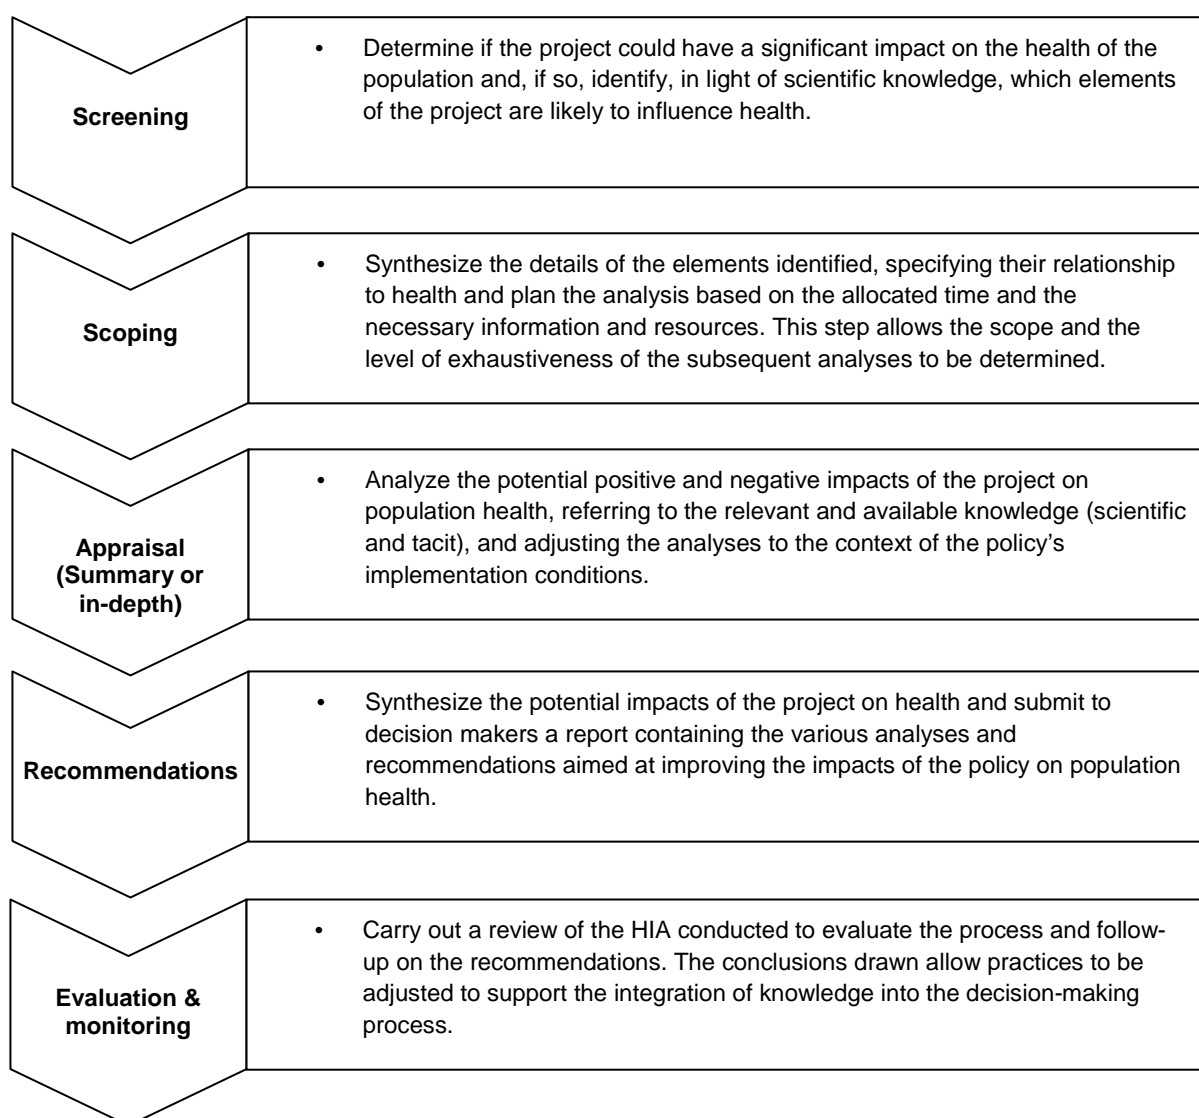 Screening
• Determine if the project could have a significant impact on the health of the
population and, if so, identify, in light of scientific knowledge, which elements
of the project are likely to influence health.
Scoping
• Synthesize the details of the elements identified, specifying their relationship
to health and plan the analysis based on the allocated time and the
necessary information and resources. This step allows the scope and the
level of exhaustiveness of the subsequent analyses to be determined.
Appraisal
(Summary or
in-depth)
• Analyze the potential positive and negative impacts of the project on
population health, referring to the relevant and available knowledge (scientific
and tacit), and adjusting the analyses to the context of the policy’s
implementation conditions.
Recommendations
• Synthesize the potential impacts of the project on health and submit to
decision makers a report containing the various analyses and
recommendations aimed at improving the impacts of the policy on population
health.
Evaluation &
monitoring
• Carry out a review of the HIA conducted to evaluate the process and follow-
up on the recommendations. The conclusions drawn allow practices to be
adjusted to support the integration of knowledge into the decision-making
process.